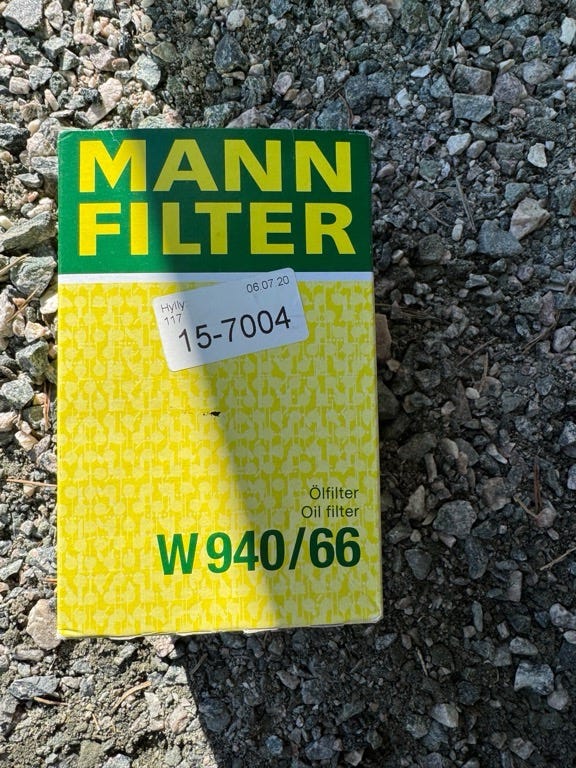 MANN
FILTER
Hylly
06.07.20
117
15-7004
Ölfilter
Oil filter
W 940/66